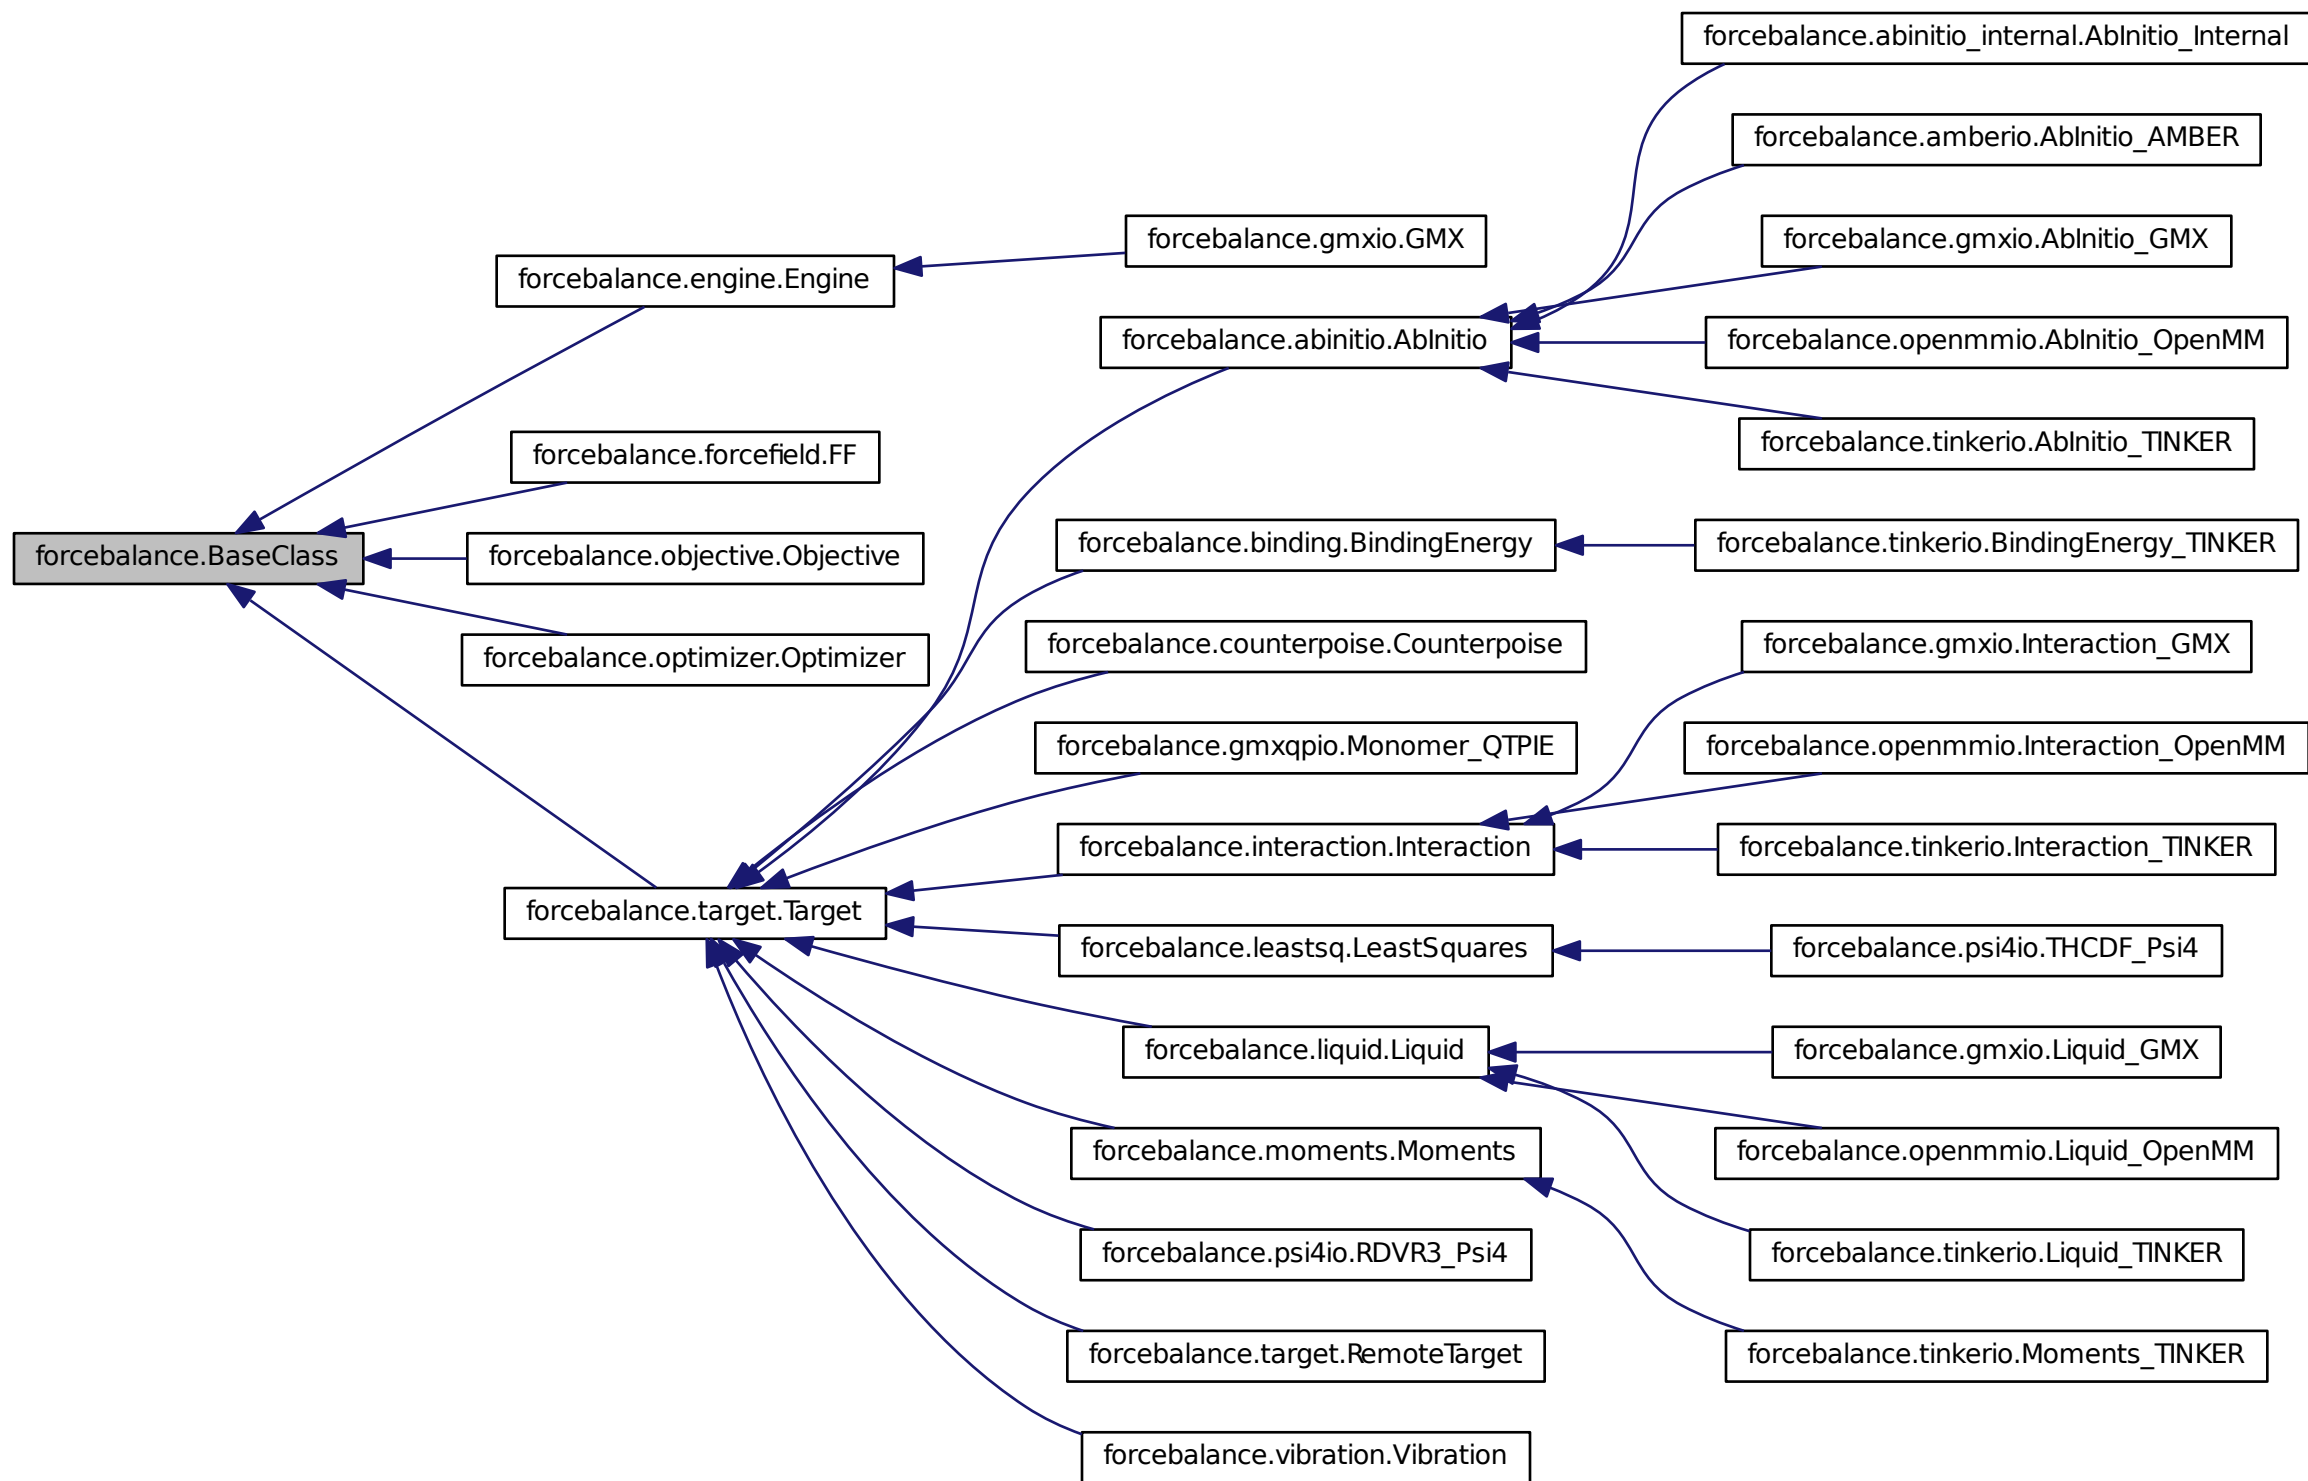 forcebalance.BaseClass
forcebalance.engine.Engine
forcebalance.forcefield.FF
forcebalance.objective.Objective
forcebalance.optimizer.Optimizer
forcebalance.target.Target
forcebalance.gmxio.GMX
forcebalance.abinitio.AbInitio
forcebalance.binding.BindingEnergy
forcebalance.counterpoise.Counterpoise
forcebalance.gmxqpio.Monomer_QTPIE
forcebalance.interaction.Interaction
forcebalance.leastsq.LeastSquares
forcebalance.liquid.Liquid
forcebalance.moments.Moments
forcebalance.psi4io.RDVR3_Psi4
forcebalance.target.RemoteTarget
forcebalance.vibration.Vibration
forcebalance.abinitio_internal.AbInitio_Internal
forcebalance.amberio.AbInitio_AMBER
forcebalance.gmxio.AbInitio_GMX
forcebalance.openmmio.AbInitio_OpenMM
forcebalance.tinkerio.AbInitio_TINKER
forcebalance.tinkerio.BindingEnergy_TINKER
forcebalance.gmxio.Interaction_GMX
forcebalance.openmmio.Interaction_OpenMM
forcebalance.tinkerio.Interaction_TINKER
forcebalance.psi4io.THCDF_Psi4
forcebalance.gmxio.Liquid_GMX
forcebalance.openmmio.Liquid_OpenMM
forcebalance.tinkerio.Liquid_TINKER
forcebalance.tinkerio.Moments_TINKER